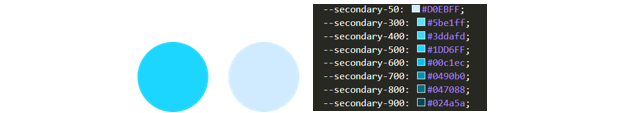 --secondary-50: #D0EBFF;
--secondary-300: #5be1ff;
--secondary-400: #3ddafd;
--secondary-500: #1DD6FF;
--secondary-600: #00c1ec;
--secondary-700: #0490b0;
--secondary-800: #047088;
--secondary-900: #024a5a;